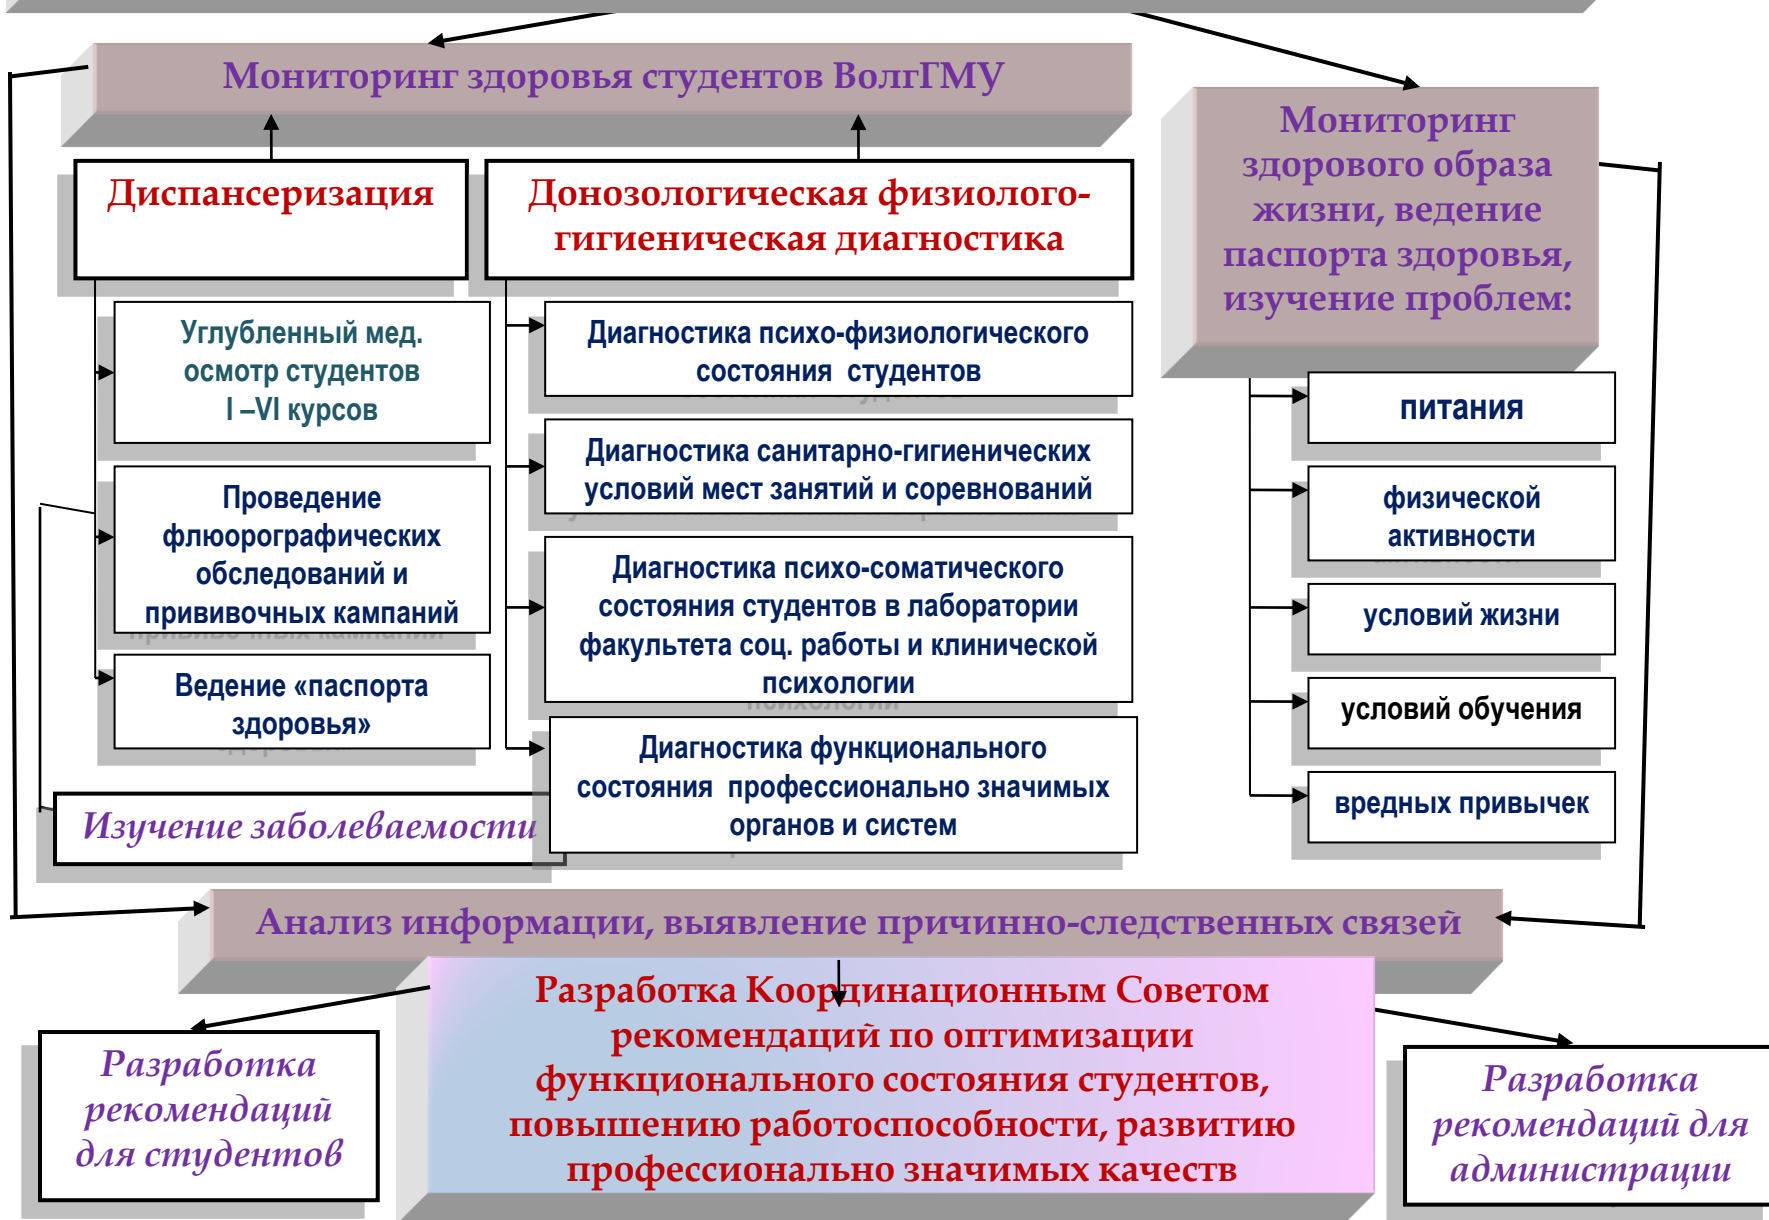 Мониторинг здоровья студентов ВолгГМУ
Диспансеризация
Углубленный мед.
осмотр студентов
I –VI курсов
Проведение
флюорографических
обследований и
прививочных кампаний
Ведение «паспорта
здоровья»
Изучение заболеваемости
Донозологическая физиолого-
гигиеническая диагностика
Диагностика психо-физиологического
состояния студентов
Диагностика санитарно-гигиенических
условий мест занятий и соревнований
Диагностика психо-соматического
состояния студентов в лаборатории
факультета соц. работы и клинической
психологии
Диагностика функционального
состояния профессионально значимых
органов и систем
Мониторинг
здорового образа
жизни, ведение
паспорта здоровья,
изучение проблем:
питания
физической
активности
условий жизни
условий обучения
вредных привычек
Анализ информации, выявление причинно-следственных связей
Разработка Координационным Советом
рекомендаций по оптимизации
функционального состояния студентов,
повышению работоспособности, развитию
профессионально значимых качеств
Разработка
рекомендаций
для студентов
Разработка
рекомендаций для
администрации